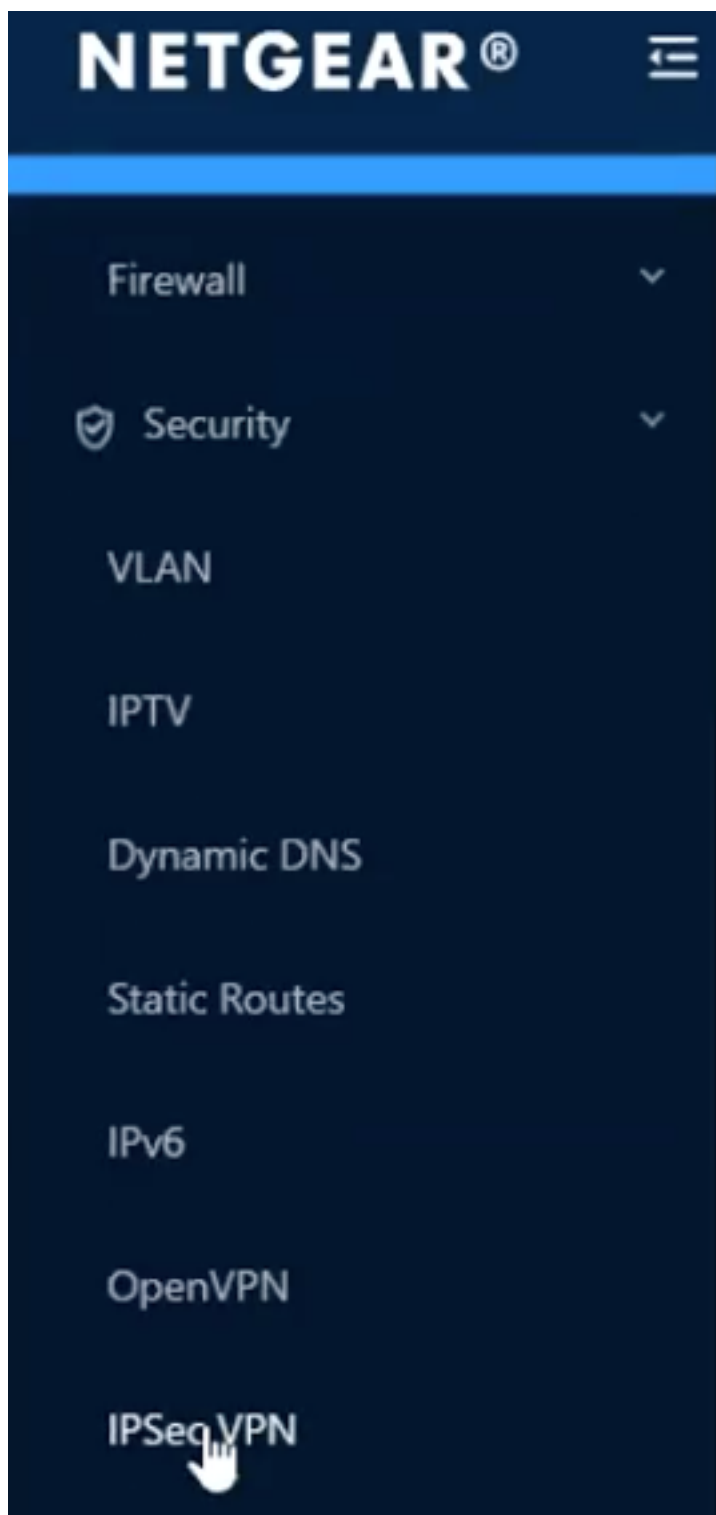 NETGEAR®
Firewall
Security
VLAN
IPTV
Dynamic DNS
Static Routes
IPv6
OpenVPN
IPSec VPN